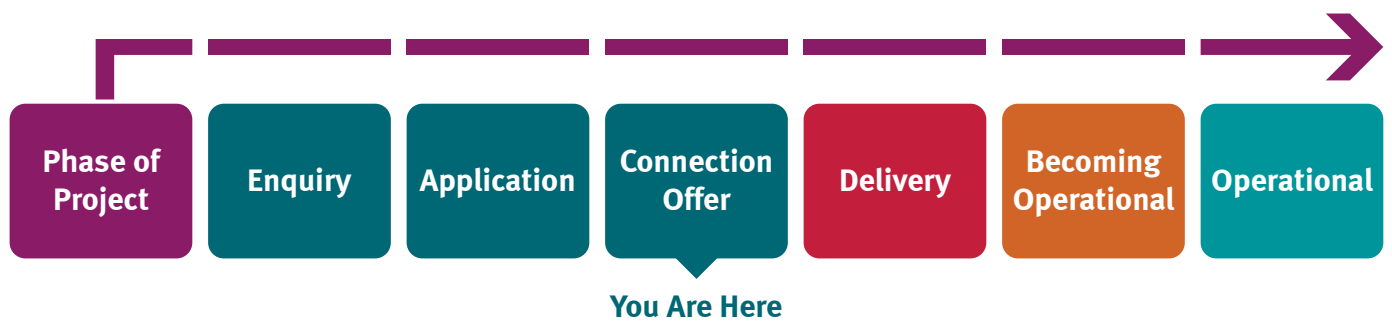 Phase of
Project
Enquiry
Application
Connection
Offer
Delivery
Becoming
Operational
Operational
You Are Here